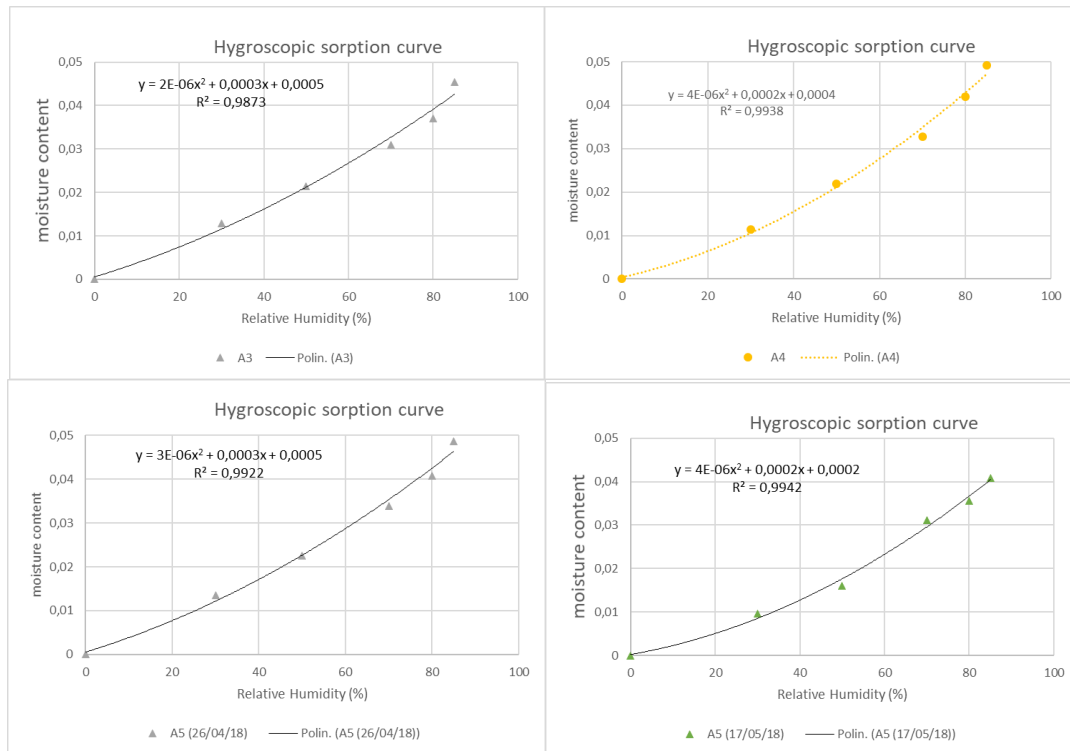 Hygroscopic sorption curve
y = 2E-06x² + 0,0003x + 0,0005
R² = 0,9873
moisture content
0,05
0,04
0,03
0,02
0,01
0
0 20 40 60 80 100
Relative Humidity (%)
A3 Polin. (A3)
Hygroscopic sorption curve
y = 4E-06x² + 0,0002x + 0,0004
R² = 0,9938
moisture content
0,05
0,04
0,03
0,02
0,01
0
0 20 40 60 80 100
Relative Humidity (%)
A4 Polin. (A4)
Hygroscopic sorption curve
y = 3E-06x² + 0,0003x + 0,0005
R² = 0,9922
moisture content
0,05
0,04
0,03
0,02
0,01
0
0 20 40 60 80 100
Relative Humidity (%)
A5 (26/04/18) Polin. (A5 (26/04/18))
Hygroscopic sorption curve
y = 4E-06x² + 0,0002x + 0,0002
R² = 0,9942
moisture content
0,05
0,04
0,03
0,02
0,01
0
0 20 40 60 80 100
Relative Humidity (%)
A5 (17/05/18) Polin. (A5 (17/05/18))